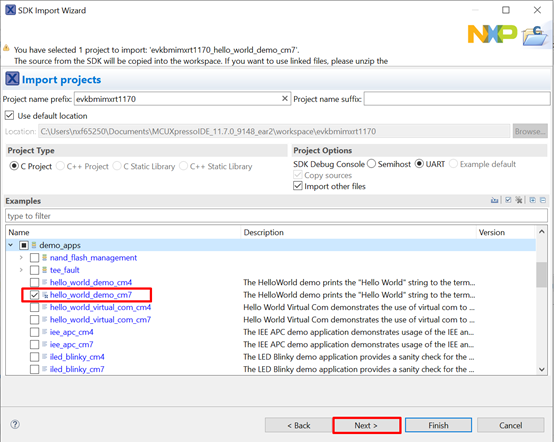 SDK Import Wizard
You have selected 1 project to import: 'evkbmimxrt1170_hello_world_demo_cm7'.
The source from the SDK will be copied into the workspace. If you want to use linked files, please unzip the
NXP
Import projects
Project name prefix: evkbmimxrt1170 Project name suffix:
Use default location
Location: C:\Users\nxf65250\Documents\MCUXpressoIDE_11.7.0_9148_ear2\workspace\evkbmimxrt1170 Browse...
Project Type Project Options
C Project C++ Project C Static Library C++ Static Library SDK Debug Console Semihost UART Example default
Copy sources
Import other files
Examples
type to filter
Name Description Version
demo_apps
nand_flash_management
tee_fault
hello_world_demo_cm4 The HelloWorld demo prints the "Hello World" string to the term...
hello_world_demo_cm7 The HelloWorld demo prints the "Hello World" string to the term...
hello_world_virtual_com_cm4 Hello World Virtual Com demonstrates the use of virtual com to ...
hello_world_virtual_com_cm7 Hello World Virtual Com demonstrates the use of virtual com to ...
iee_apc_cm4 The IEE APC demo application demonstrates usage of the IEE an...
iee_apc_cm7 The IEE APC demo application demonstrates usage of the IEE an...
iled_blinky_cm4 The LED Blinky demo application provides a sanity check for the ...
iled_blinky_cm7 The LED Blinky demo application provides a sanity check for the ...
< Back Next > Finish Cancel